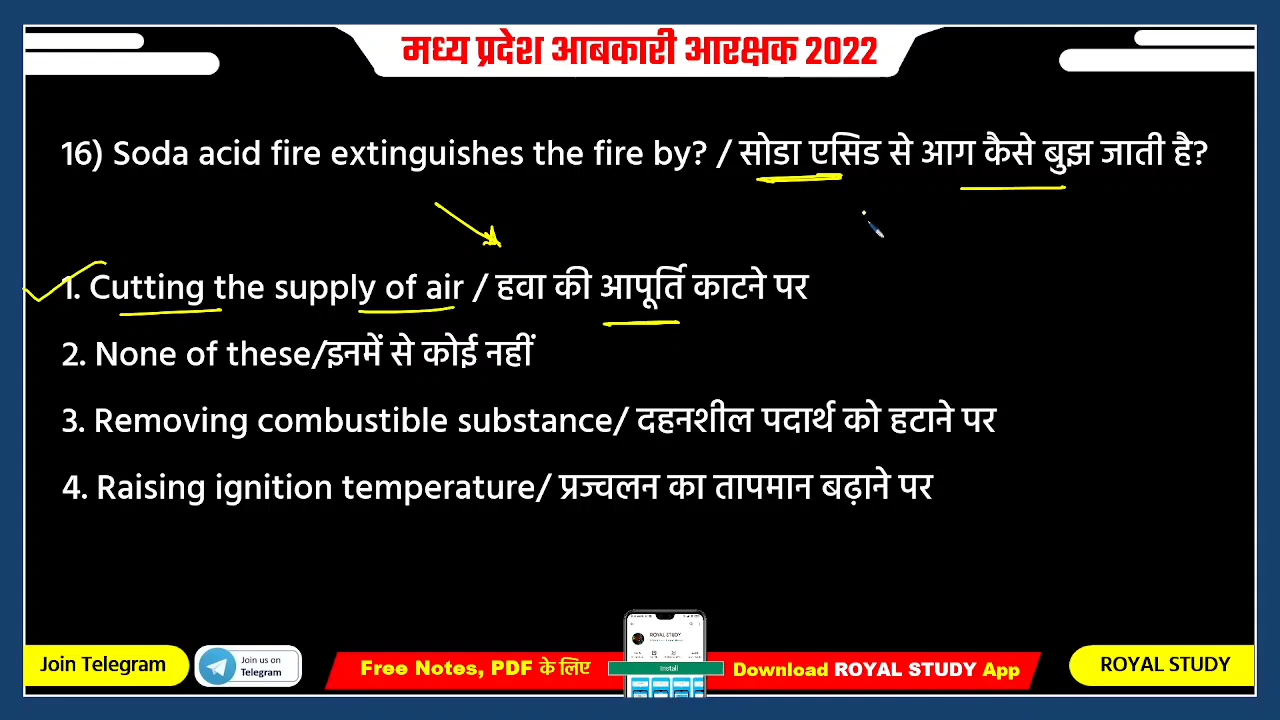 मध्य प्रदेश आबकारी आरक्षक 2022
16) Soda acid fire extinguishes the fire by? / सोडा एसिड से आग कैसे बुझ जाती है?
1. Cutting the supply of air / हवा की आपूर्ति काटने पर
2. None of these/इनमें से कोई नहीं
3. Removing combustible substance/ दहनशील पदार्थ को हटाने पर
4. Raising ignition temperature/ प्रज्वलन का तापमान बढ़ाने पर
Join Telegram
Join us on
Telegram
Free Notes, PDF के लिए
ROYAL STUDY
Install
Download ROYAL STUDY App
ROYAL STUDY